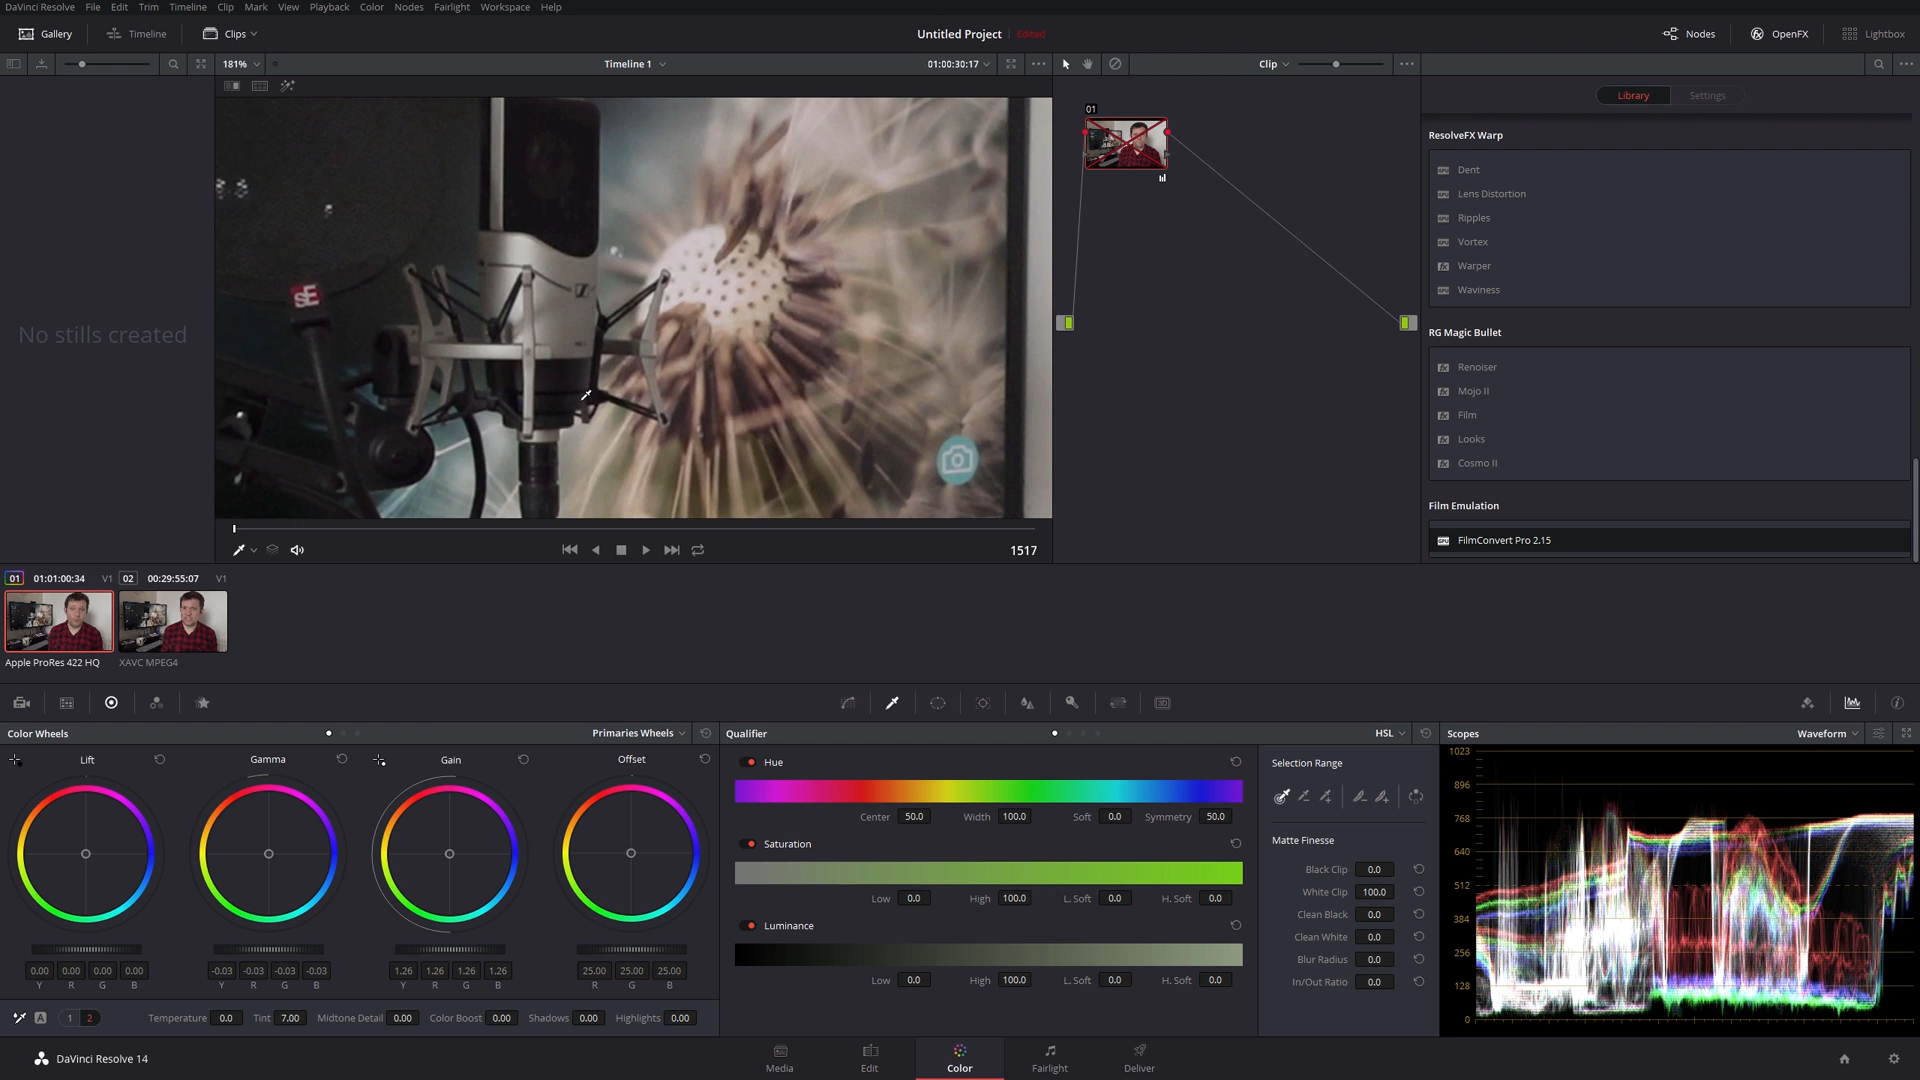 DaVinci Resolve File Edit Trim Timeline Clip Mark View Playback Color Nodes Fairlight Workspace Help
Gallery Timeline Clips Untitled Project Edited Nodes OpenFX Lightbox
181% Timeline 1 01:00:30:17 Clip
Library Settings
01
ResolveFX Warp
Dent
Lens Distortion
Ripples
Vortex
Warper
Waviness
sE
No stills created
RG Magic Bullet
Renoiser
Mojo II
Film
Looks
Cosmo II
Film Emulation
FilmConvert Pro 2.15
1517
01 01:01:00:34 V1 02 00:29:55:07 V1
Apple ProRes 422 HQ XAVC MPEG4
Color Wheels Primaries Wheels
Lift Gamma Gain Offset
0.00 0.00 0.00 0.00 -0.03 -0.03 -0.03 -0.03 1.26 1.26 1.26 1.26 25.00 25.00 25.00
Y R G B Y R G B Y R G B R G B
A 1 2 Temperature 0.0 Tint 7.00 Midtone Detail 0.00 Color Boost 0.00 Shadows 0.00 Highlights 0.00
Qualifier HSL
Hue
Center 50.0 Width 100.0 Soft 0.0 Symmetry 50.0
Saturation
Low 0.0 High 100.0 L. Soft 0.0 H. Soft 0.0
Luminance
Low 0.0 High 100.0 L. Soft 0.0 H. Soft 0.0
Selection Range
Matte Finesse
Black Clip 0.0
White Clip 100.0
Clean Black 0.0
Clean White 0.0
Blur Radius 0.0
In/Out Ratio 0.0
Scopes Waveform
1023
896
768
640
512
384
256
128
0
DaVinci Resolve 14 Media Edit Color Fairlight Deliver